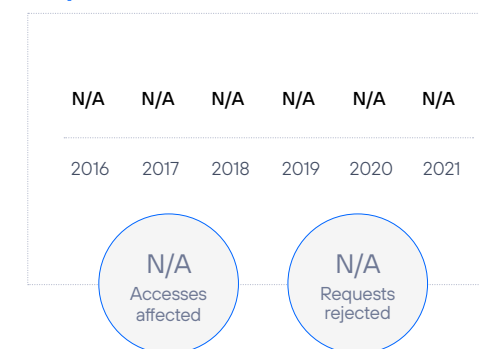 N/A N/A N/A N/A N/A N/A
2016 2017 2018 2019 2020 2021
N/A
Accesses
affected
N/A
Requests
rejected